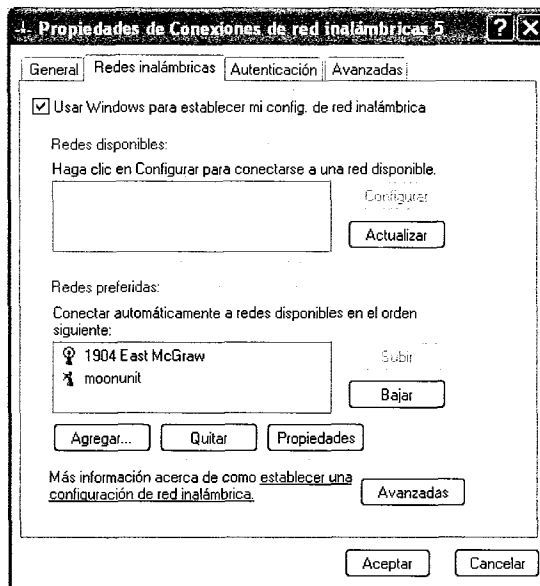 Propiedades de Conexiones de red inalámbricas 5
General Redes inalámbricas Autenticación Avanzadas
Usar Windows para establecer mi config. de red inalámbrica
Redes disponibles:
Haga clic en Configurar para conectarse a una red disponible.
Configurar
Actualizar
Redes preferidas:
Conectar automáticamente a redes disponibles en el orden
siguiente:
1904 East McGraw
moonunit
Subir
Bajar
Agregar... Quitar Propiedades
Más información acerca de como establecer una
configuración de red inalámbrica.
Avanzadas
Aceptar Cancelar